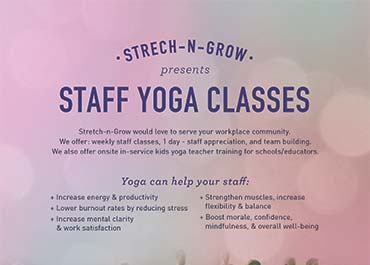 · STRECH-N-GROW ·
presents
STAFF YOGA CLASSES
Stretch-n-Grow would love to serve your workplace community.
We offer: weekly staff classes, 1 day - staff appreciation, and team building.
We also offer onsite in-service kids yoga teacher training for schools/educators.
Yoga can help your staff:
+ Increase energy & productivity
+ Lower burnout rates by reducing stress
+ Increase mental clarity
& work satisfaction
+ Strengthen muscles, increase
flexibility & balance
+ Boost morale, confidence,
mindfulness, & overall well-being